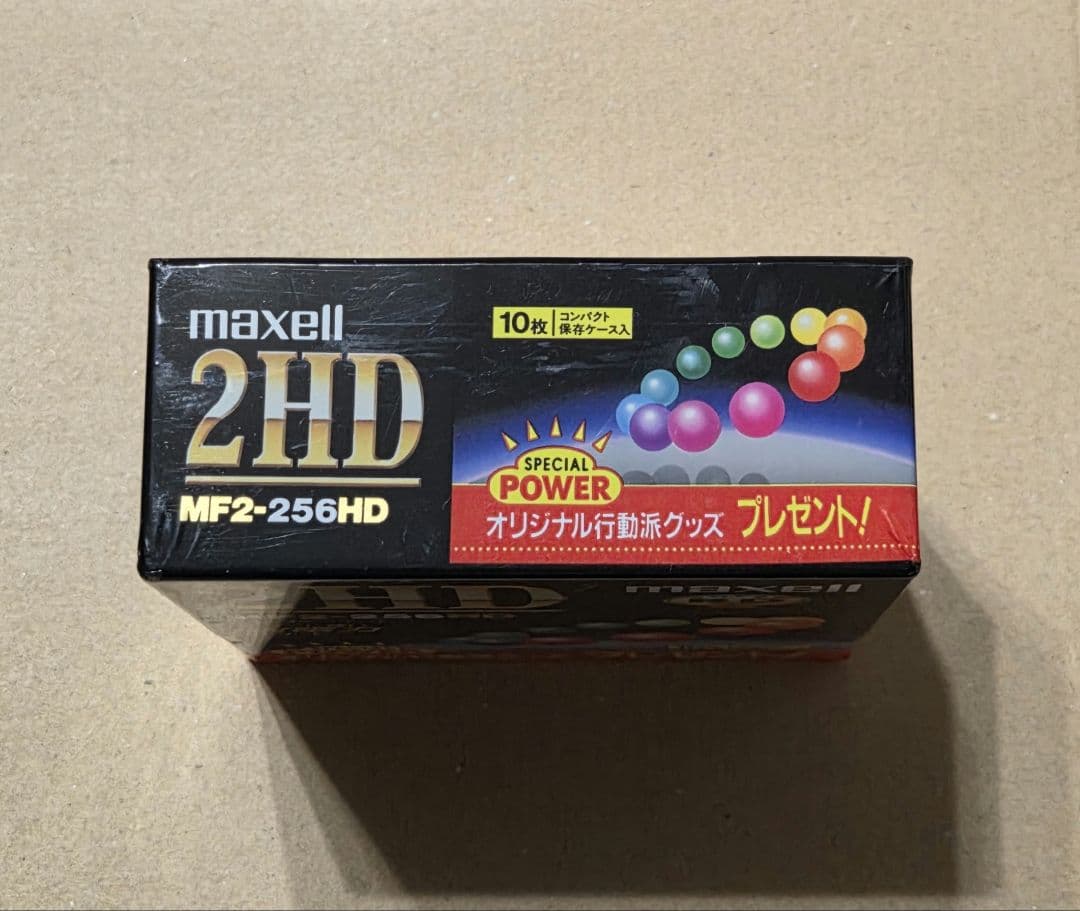 maxell
2HD
MF2-256HD
10枚
コンパクト
保存ケース入
SPECIAL
POWER
オリジナル行動派グッズ プレゼント!
2HD
maxell